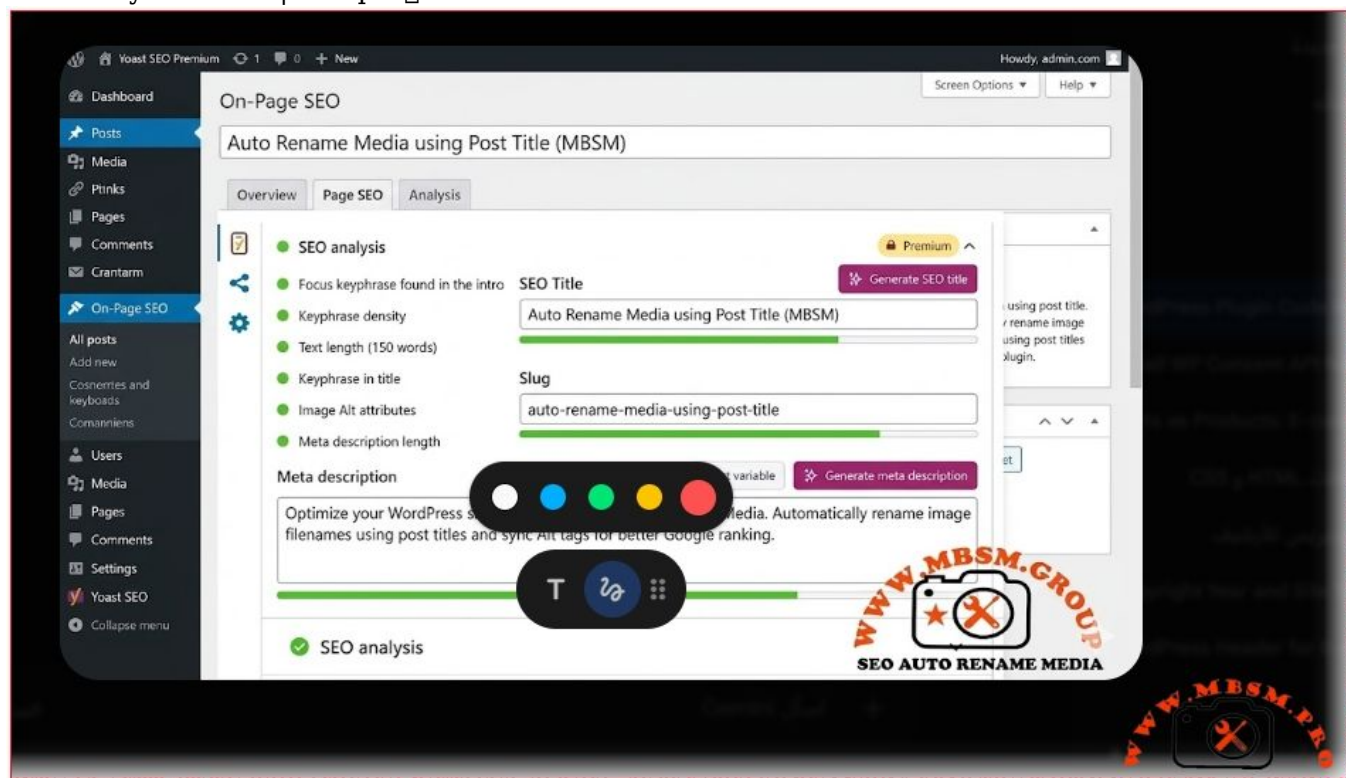 Yoast SEO Premium 1 0 + New
Howdy, admin.com
Screen Options ▼ Help ▼
Dashboard
Posts
Media
Ptinks
Pages
Comments
Crantarm
On-Page SEO
All posts
Add new
Cosnerries and
keyboads
Comanniens
Users
Media
Pages
Comments
Settings
Yoast SEO
Collapse menu
On-Page SEO
Auto Rename Media using Post Title (MBSM)
Overview Page SEO Analysis
SEO analysis
Premium
Focus keyphrase found in the intro
Keyphrase density
Text length (150 words)
Keyphrase in title
Image Alt attributes
Meta description length
SEO Title
Generate SEO title
Auto Rename Media using Post Title (MBSM)
Slug
auto-rename-media-using-post-title
using post title.
rename image
using post titles
plugin.
Meta description
variable
Generate meta description
Optimize your WordPress Media. Automatically rename image
filenames using post titles and sync Alt tags for better Google ranking.
T
SEO analysis
WWW.MBSM.GROUP
SEO AUTO RENAME MEDIA
WWW.MBSM.PRO